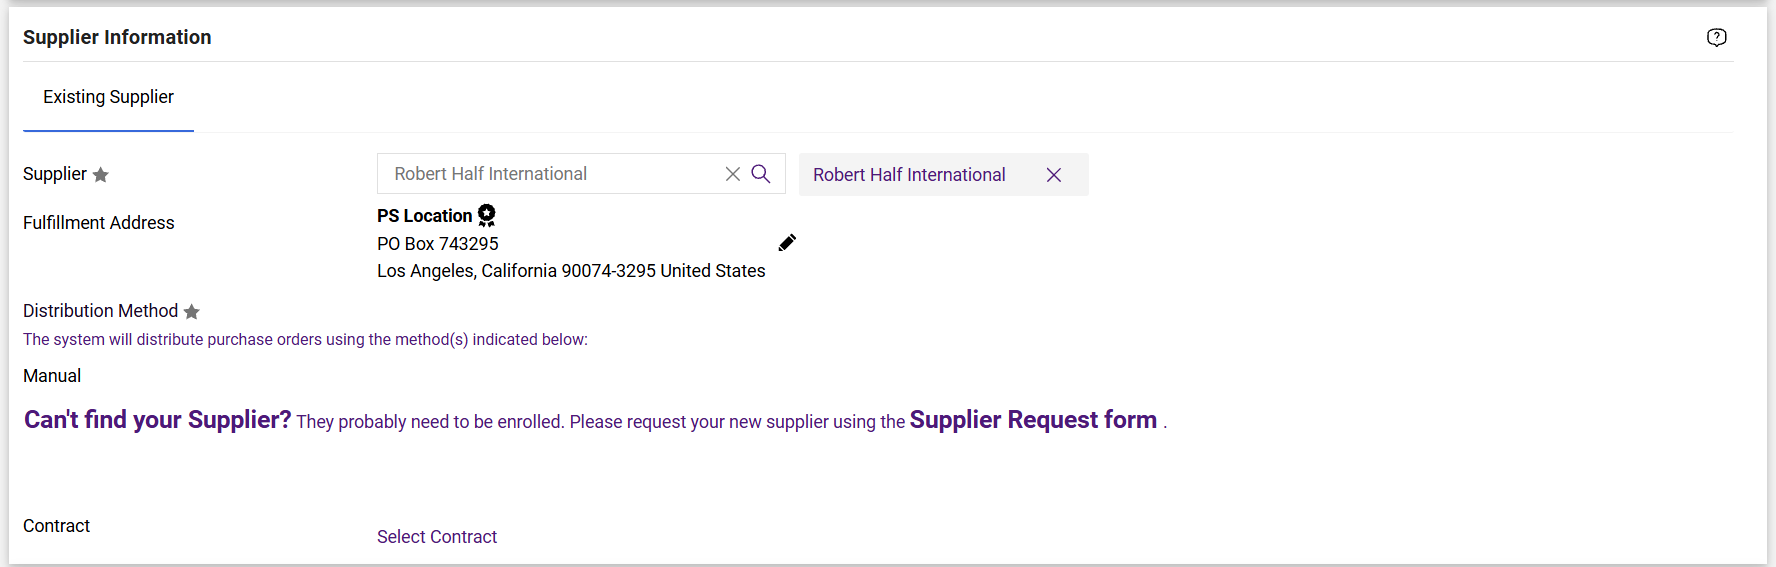 Supplier Information
Existing Supplier
Supplier
Robert Half International
Robert Half International
Fulfillment Address
PS Location
PO Box 743295
Los Angeles, California 90074-3295 United States
Distribution Method
The system will distribute purchase orders using the method(s) indicated below:
Manual
Can't find your Supplier? They probably need to be enrolled. Please request your new supplier using the Supplier Request form .
Contract
Select Contract